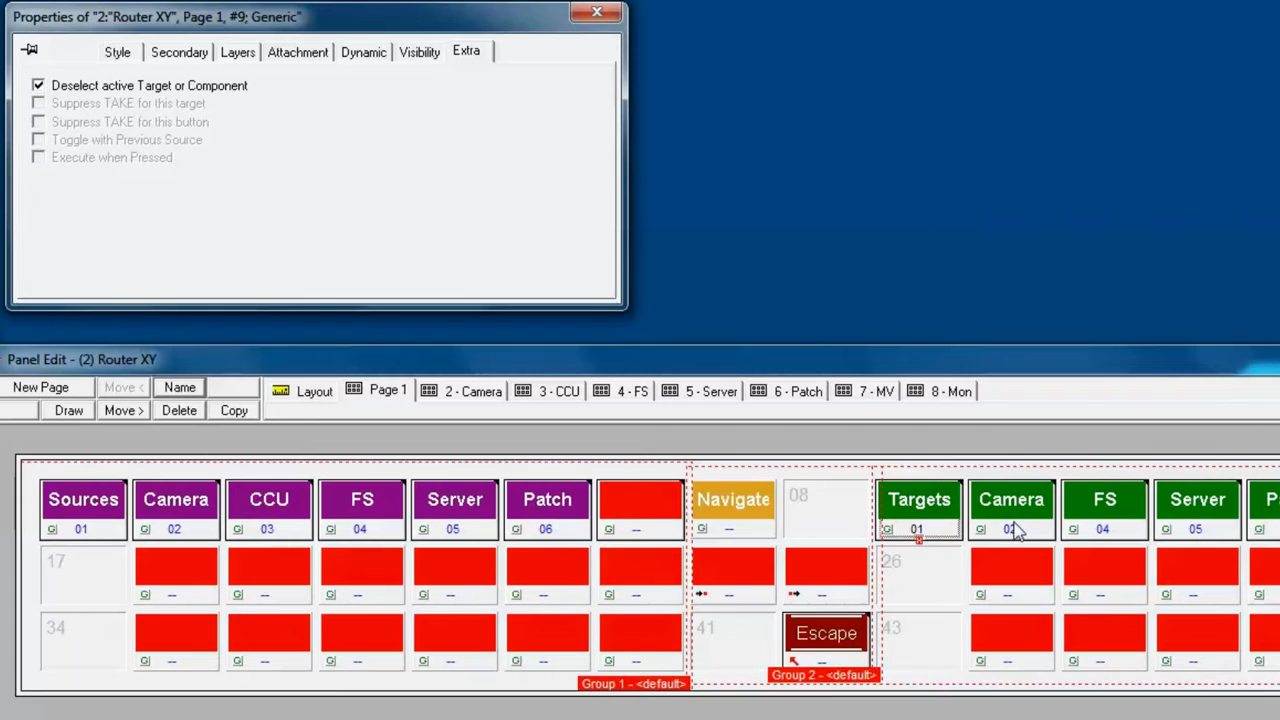 Properties of "2:"Router XY", Page 1, #9; Generic"
Style Secondary Layers Attachment Dynamic Visibility Extra
Deselect active Target or Component
Suppress TAKE for this target
Suppress TAKE for this button
Toggle with Previous Source
Execute when Pressed
Panel Edit - (2) Router XY
New Page Move < Name Layout Page 1 2 - Camera 3 - CCU 4 - FS 5 - Server 6 - Patch 7 - MV 8 - Mon
Draw Move > Delete Copy
Sources Camera CCU FS Server Patch Navigate 08 Targets Camera FS Server
G 01 G 02 G 03 G 04 G 05 G 06 G -- G -- G 01 G 02 G 04 G 05
17 26
G -- G -- G -- G -- G -- G -- -- -- G -- G -- G --
34 41 Escape 43
G -- G -- G -- G -- G -- G -- -- G -- G -- G --
Group 1 - <default> Group 2 - <default>